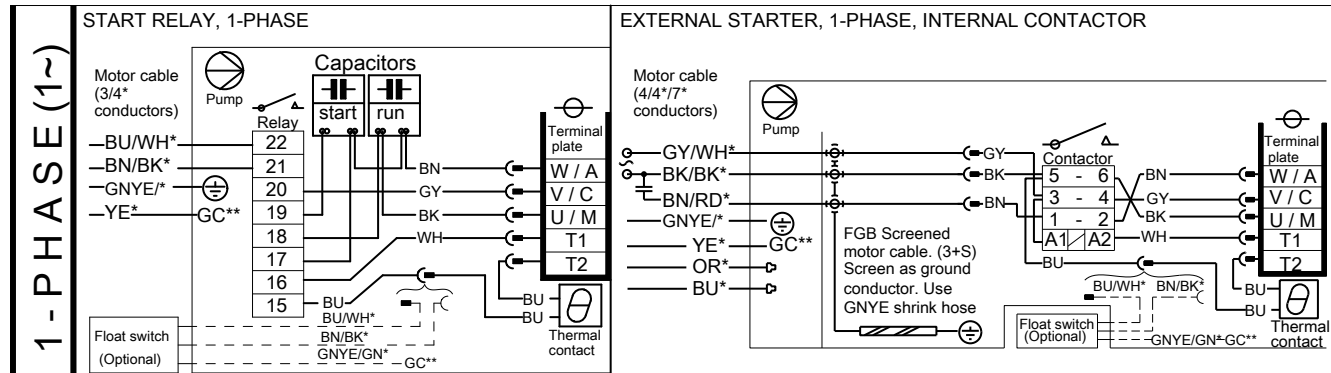 1-PHASE (1~)
START RELAY, 1-PHASE
Motor cable
(3/4*
conductors)
Pump
Capacitors
start
run
Relay
BU/WH*
22
BN/BK*
21
GNYE/*
20
YE*
GC**
19
18
17
16
15
BN
GY
BK
WH
BU
BU
BU
Terminal
plate
W / A
V / C
U / M
T1
T2
Thermal
contact
Float switch
(Optional)
BU/WH*
BN/BK*
GNYE/GN*
GC**
EXTERNAL STARTER, 1-PHASE, INTERNAL CONTACTOR
Motor cable
(4/4*/7*
conductors)
Pump
GY/WH*
BK/BK*
BN/RD*
GNYE/*
YE*
GC**
OR*
BU*
FGB Screened
motor cable. (3+S)
Screen as ground
conductor. Use
GNYE shrink hose
GY
BK
BN
Contactor
5 - 6
3 - 4
1 - 2
A1 A2
BN
GY
BK
WH
BU
BU
BU
Terminal
plate
W / A
V / C
U / M
T1
T2
Thermal
contact
BU/WH*
BN/BK*
Float switch
(Optional)
GNYE/GN*
GC**